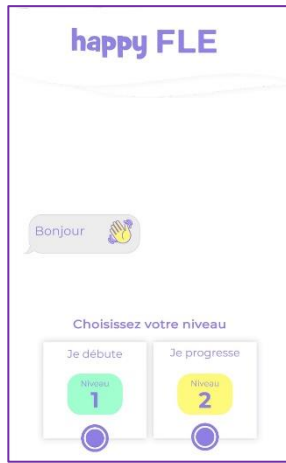 happy FLE
Bonjour
Choisissez votre niveau
Je débute
Niveau
1
Je progresse
Niveau
2